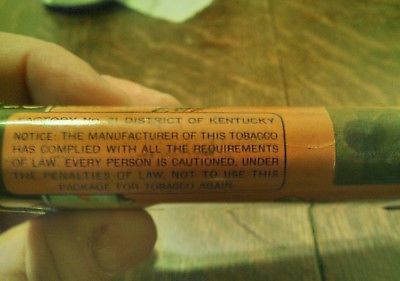 FACTORY NO. 21 DISTRICT OF KENTUCKY
NOTICE: THE MANUFACTURER OF THIS TOBACCO
HAS COMPLIED WITH ALL THE REQUIREMENTS
OF LAW. EVERY PERSON IS CAUTIONED, UNDER
THE PENALTIES OF LAW, NOT TO USE THIS
PACKAGE FOR TOBACCO AGAIN.